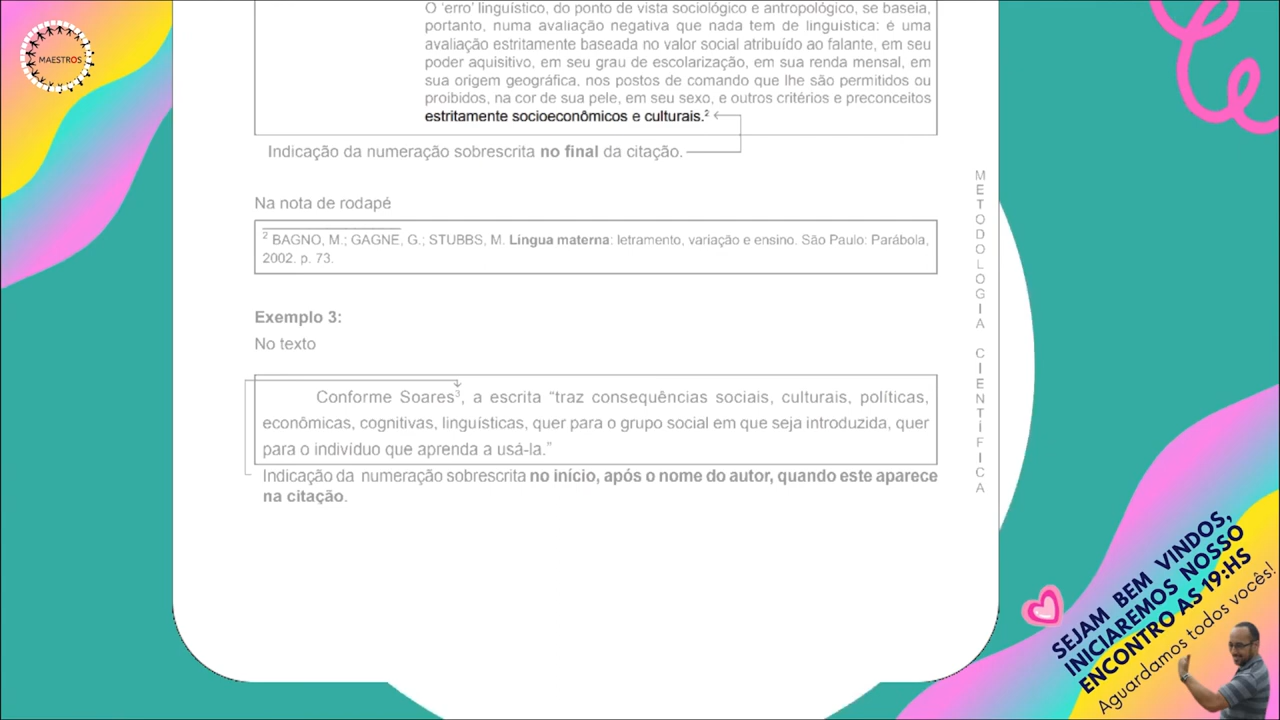 MAESTROS
O 'erro' linguístico, do ponto de vista sociológico e antropológico, se baseia,
portanto, numa avaliação negativa que nada tem de linguística: é uma
avaliação estritamente baseada no valor social atribuído ao falante, em seu
poder aquisitivo, em seu grau de escolarização, em sua renda mensal, em
sua origem geográfica, nos postos de comando que lhe são permitidos ou
proibidos, na cor de sua pele, em seu sexo, e outros critérios e preconceitos
estritamente socioeconômicos e culturais.²
Indicação da numeração sobrescrita no final da citação.
Na nota de rodapé
² BAGNO, M.; GAGNE, G.; STUBBS, M. Língua materna: letramento, variação e ensino. São Paulo: Parábola,
2002. p. 73.
Exemplo 3:
No texto
Conforme Soares³, a escrita “traz consequências sociais, culturais, políticas,
econômicas, cognitivas, linguísticas, quer para o grupo social em que seja introduzida, quer
para o indivíduo que aprenda a usá-la.”
Indicação da numeração sobrescrita no início, após o nome do autor, quando este aparece
na citação.
METODOLOGIA CIENTÍFICA
SEJAM BEM VINDOS,
INICIAREMOS NOSSO
ENCONTRO AS 19:HS
Aguardamos todos vocês!